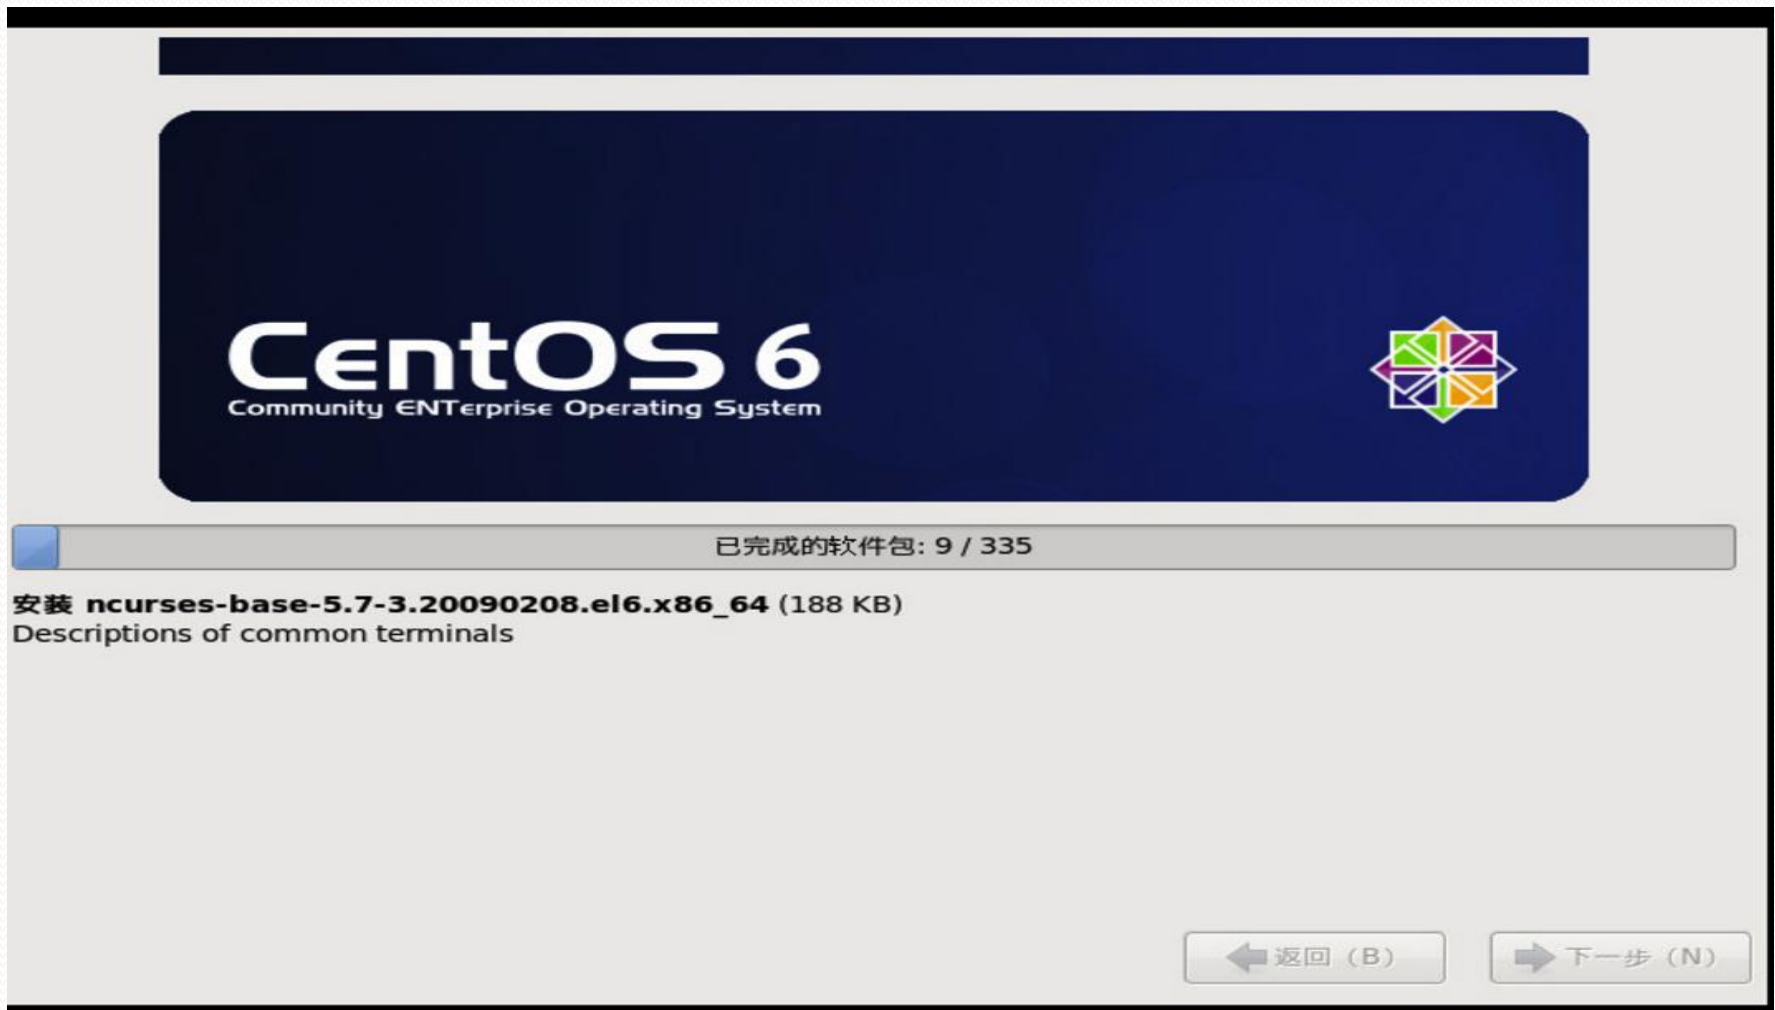 CentOS 6
Community ENTerprise Operating System
已完成的软件包: 9 / 335
安装 ncurses-base-5.7-3.20090208.el6.x86_64 (188 KB)
Descriptions of common terminals
返回（B）
下一步（N）